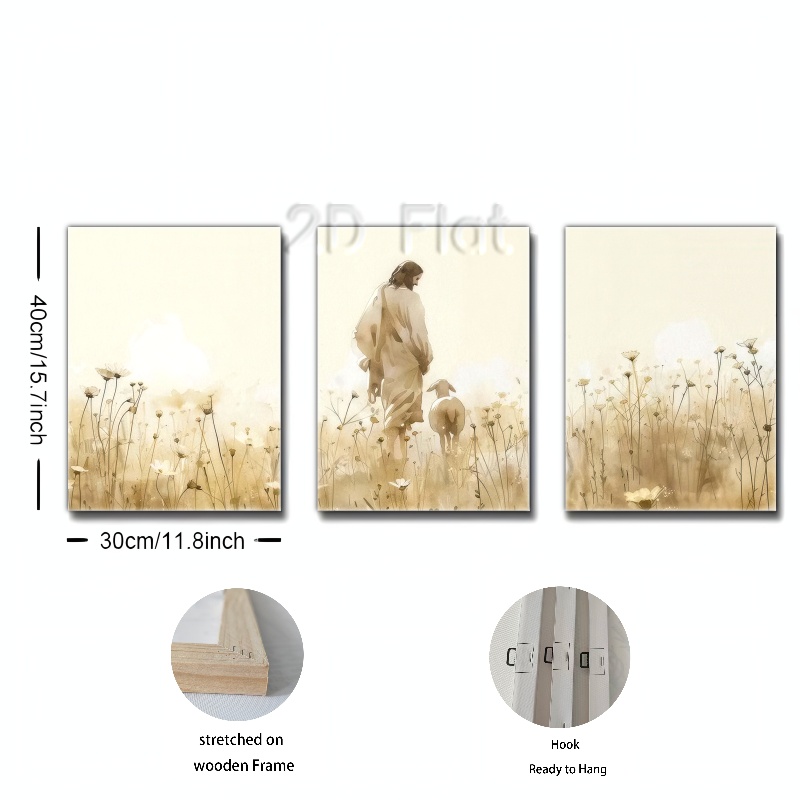 2D Flat
40cm/15.7inch
30cm/11.8inch
stretched on
wooden Frame
Hook
Ready to Hang